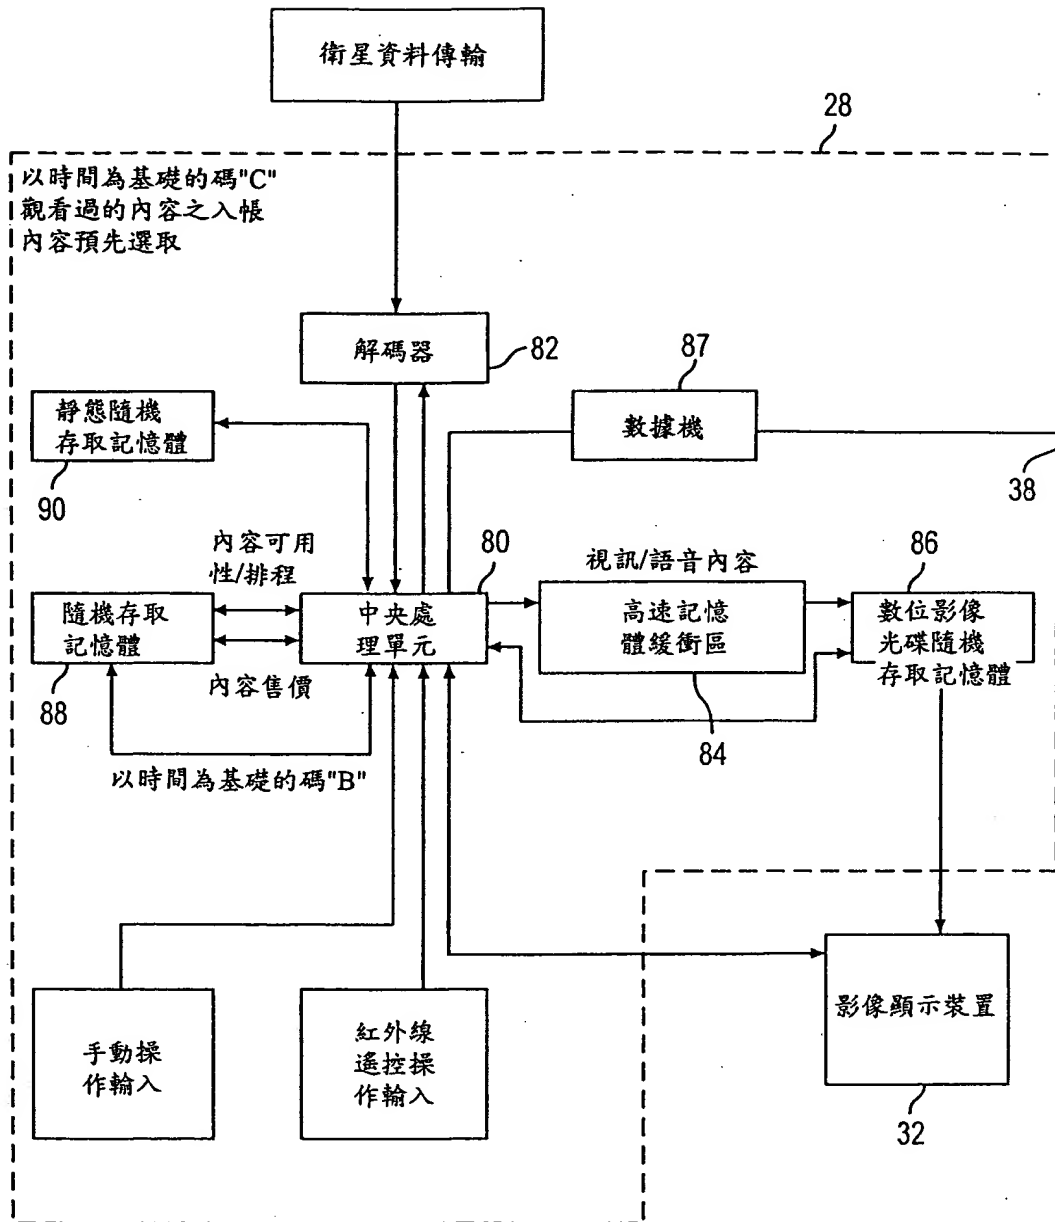 衛星資料傳輸
28
以時間為基礎的碼"C"
觀看過的內容之入帳
內容預先選取
解碼器
82
87
數據機
38
靜態隨機
存取記憶體
90
內容可用
性/排程
80
視訊/語音內容
86
隨機存取
記憶體
88
中央處
理單元
高速記憶
體緩衝區
84
數位影像
光碟隨機
存取記憶體
內容售價
以時間為基礎的碼"B"
手動操
作輸入
紅外線
遙控操
作輸入
影像顯示裝置
32